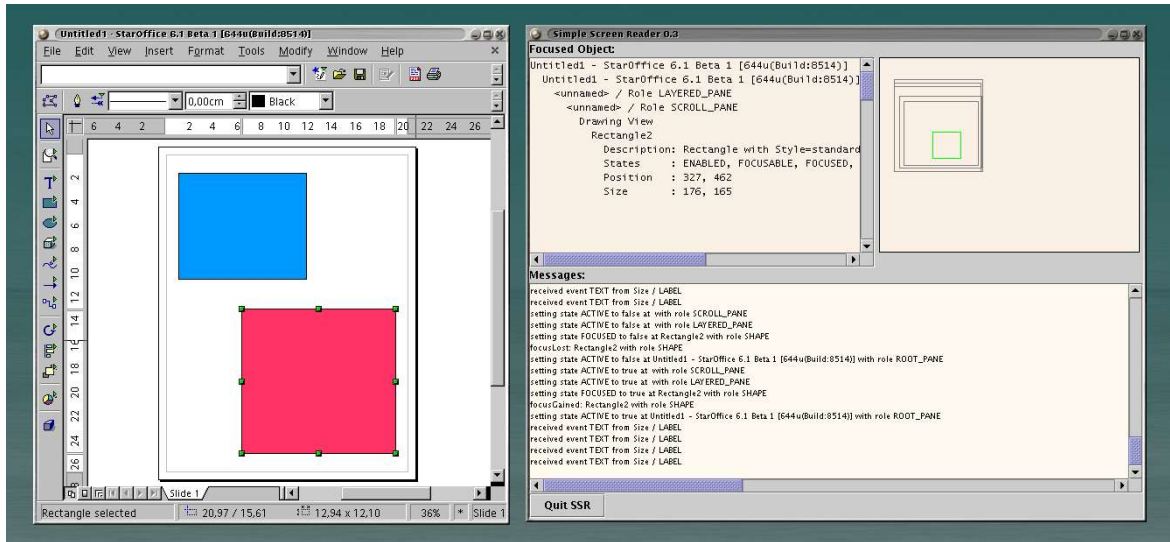 Untitled1 - StarOffice 6.1 Beta 1 [644u(Build:8514)]
File Edit View Insert Format Tools Modify Window Help
0,00cm Black
6 4 2 2 4 6 8 10 12 14 16 18 20 22 24 26
2
4
6
8
10
12
14
16
18
20
22
24
26
Slide 1
Rectangle selected 20,97 / 15,61 12,94 x 12,10 36% * Slide 1
Simple Screen Reader 0.3
Focused Object:
Untitled1 - StarOffice 6.1 Beta 1 [644u(Build:8514)]
Untitled1 - StarOffice 6.1 Beta 1 [644u(Build:8514)]
<unnamed> / Role LAYERED_PANE
<unnamed> / Role SCROLL_PANE
Drawing View
Rectangle2
Description: Rectangle with Style=standard
States : ENABLED, FOCUSABLE, FOCUSED,
Position : 327, 462
Size : 176, 165
Messages:
received event TEXT from Size / LABEL
received event TEXT from Size / LABEL
setting state ACTIVE to false at with role SCROLL_PANE
setting state ACTIVE to false at with role LAYERED_PANE
setting state FOCUSED to false at Rectangle2 with role SHAPE
focusLost: Rectangle2 with role SHAPE
setting state ACTIVE to false at Untitled1 - StarOffice 6.1 Beta 1 [644u(Build:8514)] with role ROOT_PANE
setting state ACTIVE to true at with role SCROLL_PANE
setting state ACTIVE to true at with role LAYERED_PANE
setting state FOCUSED to true at Rectangle2 with role SHAPE
focusGained: Rectangle2 with role SHAPE
setting state ACTIVE to true at Untitled1 - StarOffice 6.1 Beta 1 [644u(Build:8514)] with role ROOT_PANE
received event TEXT from Size / LABEL
received event TEXT from Size / LABEL
received event TEXT from Size / LABEL
received event TEXT from Size / LABEL
Quit SSR